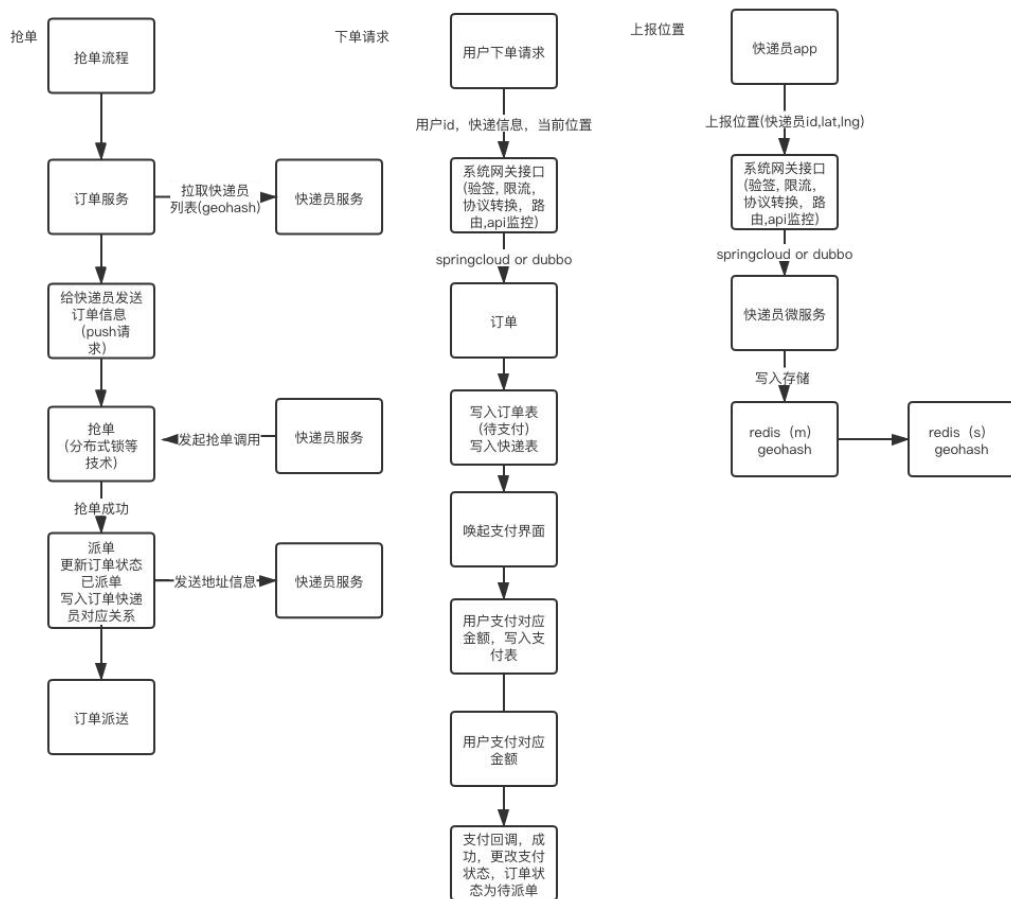 抢单
抢单流程
订单服务
拉取快递员
列表(geohash)
快递员服务
给快递员发送
订单信息
（push请
求）
抢单
(分布式锁等
技术)
发起抢单调用
快递员服务
抢单成功
派单
更新订单状态
已派单
写入订单快递
员对应关系
发送地址信息
快递员服务
订单派送
下单请求
用户下单请求
用户id，快递信息，当前位置
系统网关接口
(验签, 限流，
协议转换，路
由,api监控)
springcloud or dubbo
订单
写入订单表
(待支付)
写入快递表
唤起支付界面
用户支付对应
金额，写入支
付表
用户支付对应
金额
支付回调，成
功，更改支付
状态，订单状
态为待派单
上报位置
快递员app
上报位置(快递员id,lat,lng)
系统网关接口
(验签, 限流，
协议转换，路
由,api监控)
springcloud or dubbo
快递员微服务
写入存储
redis（m）
geohash
redis（s）
geohash